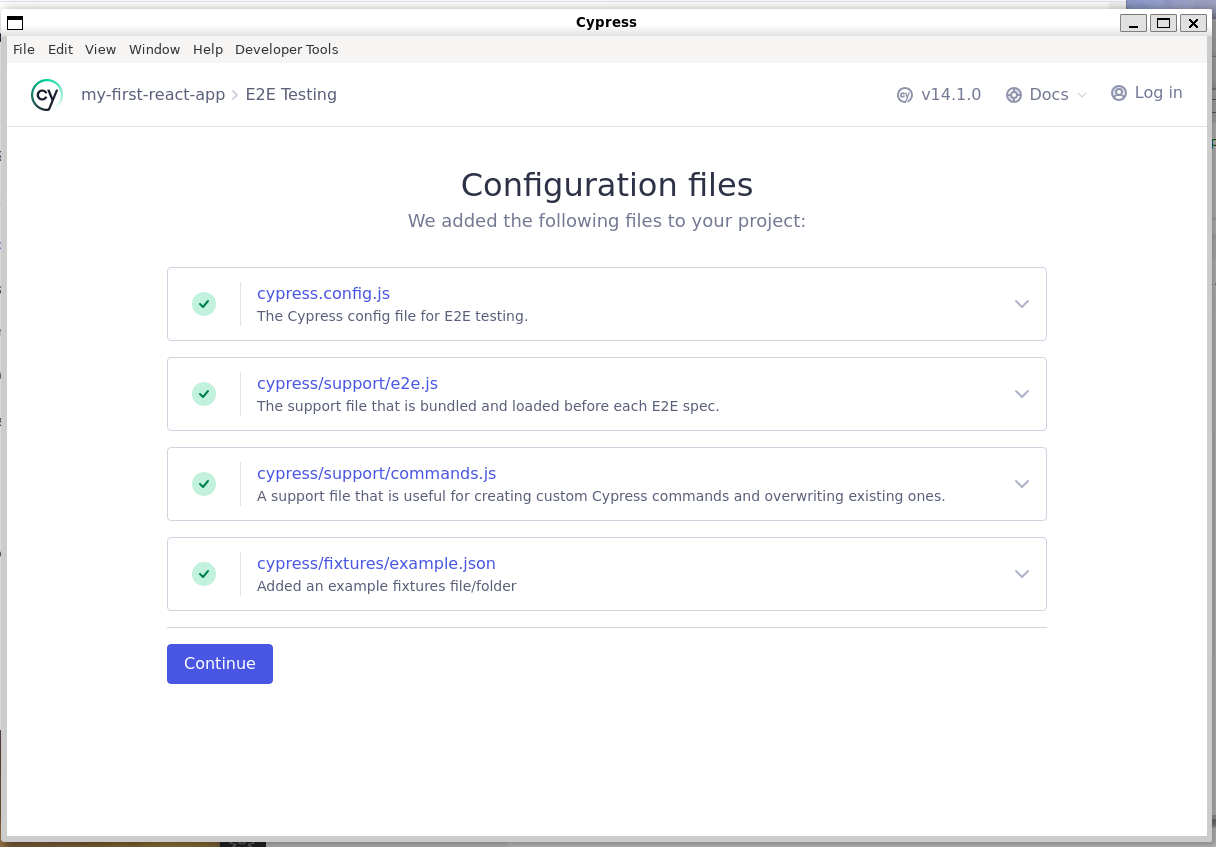 Cypress
File Edit View Window Help Developer Tools
cy my-first-react-app E2E Testing cy v14.1.0 Docs Log in
Configuration files
We added the following files to your project:
cypress.config.js
The Cypress config file for E2E testing.
cypress/support/e2e.js
The support file that is bundled and loaded before each E2E spec.
cypress/support/commands.js
A support file that is useful for creating custom Cypress commands and overwriting existing ones.
cypress/fixtures/example.json
Added an example fixtures file/folder
Continue